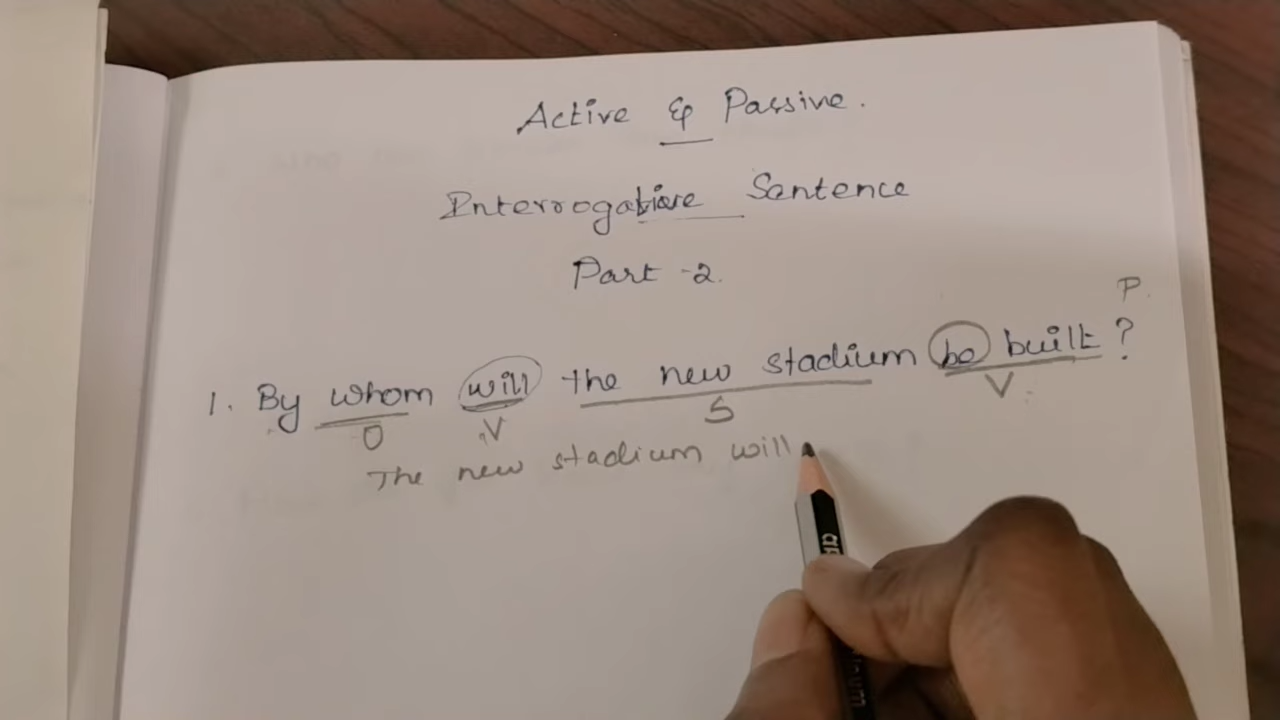 Active & Passive.
Interrogative Sentence
Part -2.
P.
1. By whom will the new stadium be built ?
O V S V
The new stadium will